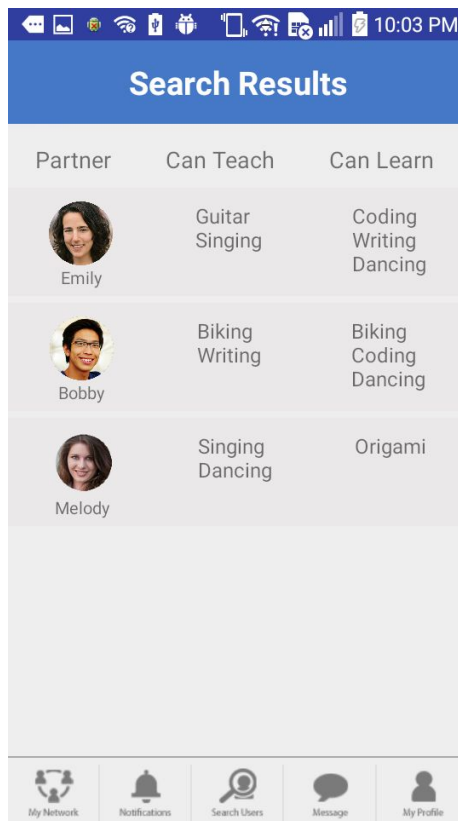 10:03 PM
Search Results
Partner Can Teach Can Learn
Guitar Coding
Singing Writing
Dancing
Emily
Biking Biking
Writing Coding
Dancing
Bobby
Singing Origami
Dancing
Melody
My Network Notifications Search Users Message My Profile